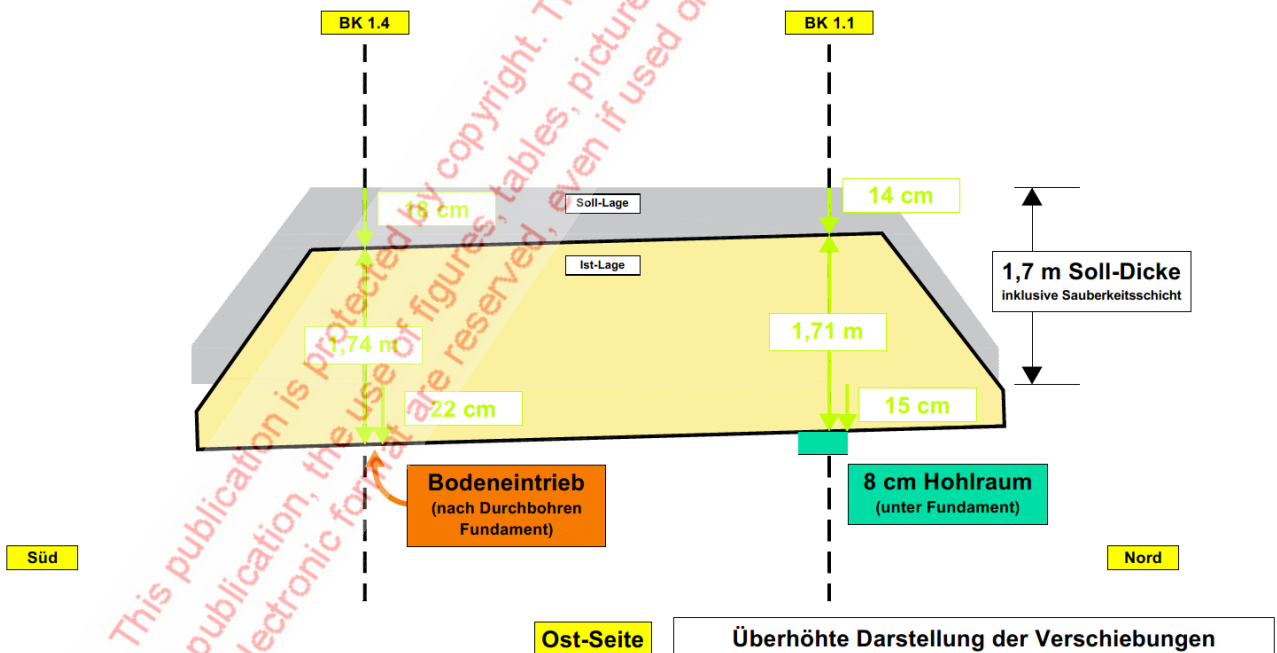 BK 1.4
BK 1.1
18 cm
Soll-Lage
14 cm
Ist-Lage
1,7 m Soll-Dicke
inklusive Sauberkeitsschicht
1,74 m
1,71 m
22 cm
15 cm
Bodeneintrieb
(nach Durchbohren
Fundament)
8 cm Hohlraum
(unter Fundament)
Süd
Nord
Ost-Seite
Überhöhte Darstellung der Verschiebungen
This publication is protected by copyright.
publication, the use of figures, tables,
electronic format are reserved, even if used